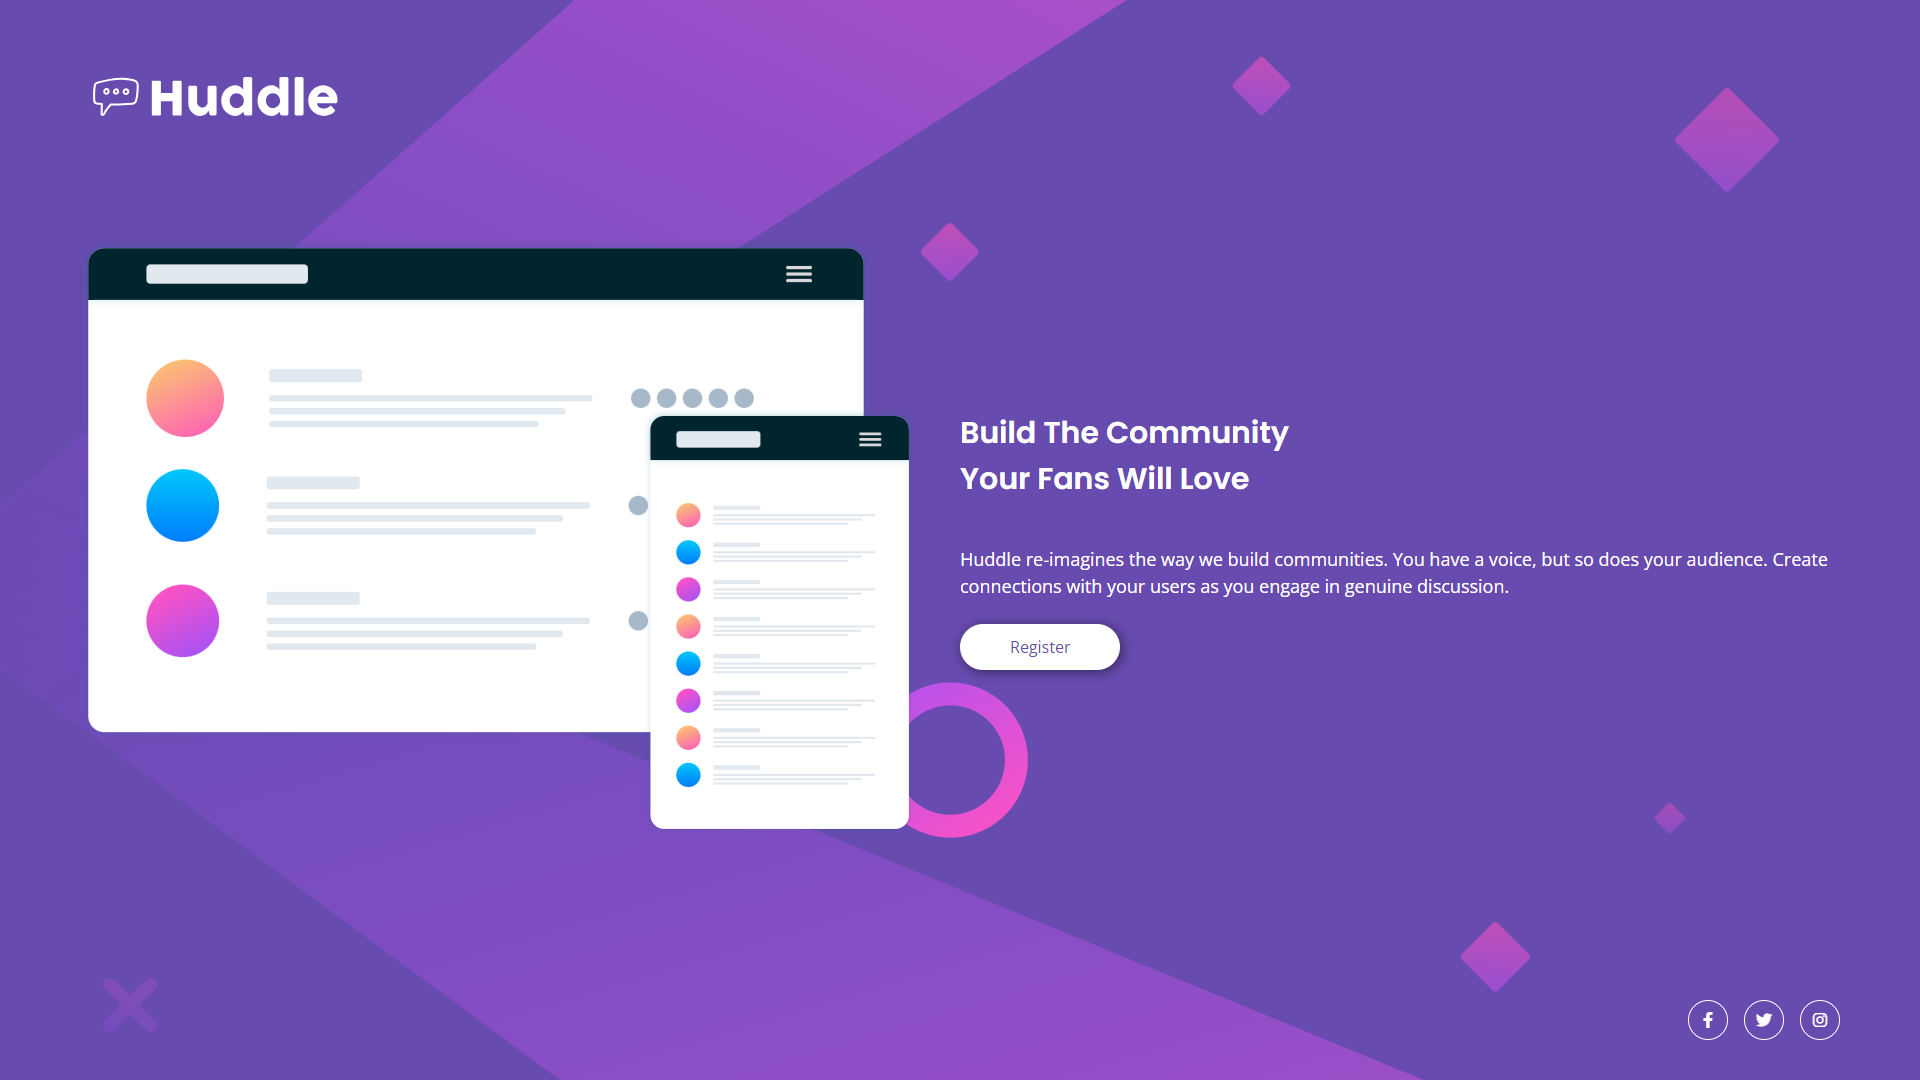 Huddle
Build The Community
Your Fans Will Love
Huddle re-imagines the way we build communities. You have a voice, but so does your audience. Create
connections with your users as you engage in genuine discussion.
Register